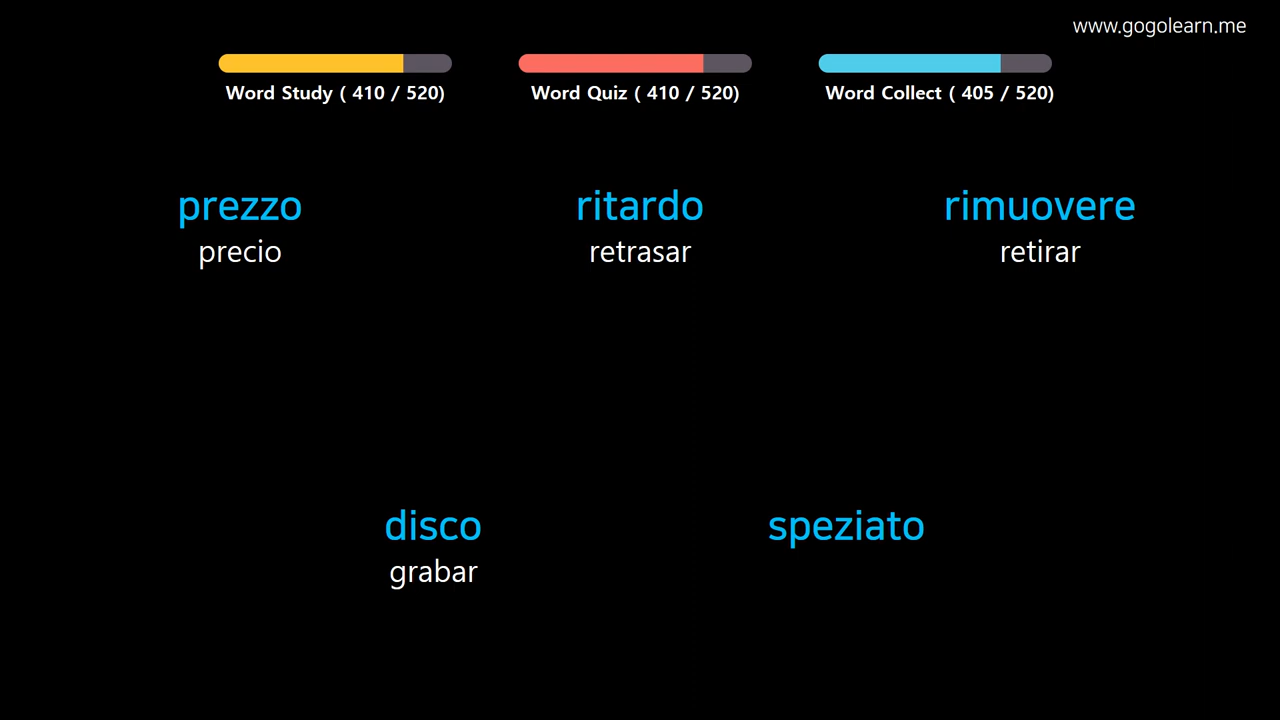 www.gogolearn.me
Word Study ( 410 / 520)
Word Quiz ( 410 / 520)
Word Collect ( 405 / 520)
prezzo
precio
ritardo
retrasar
rimuovere
retirar
disco
grabar
speziato